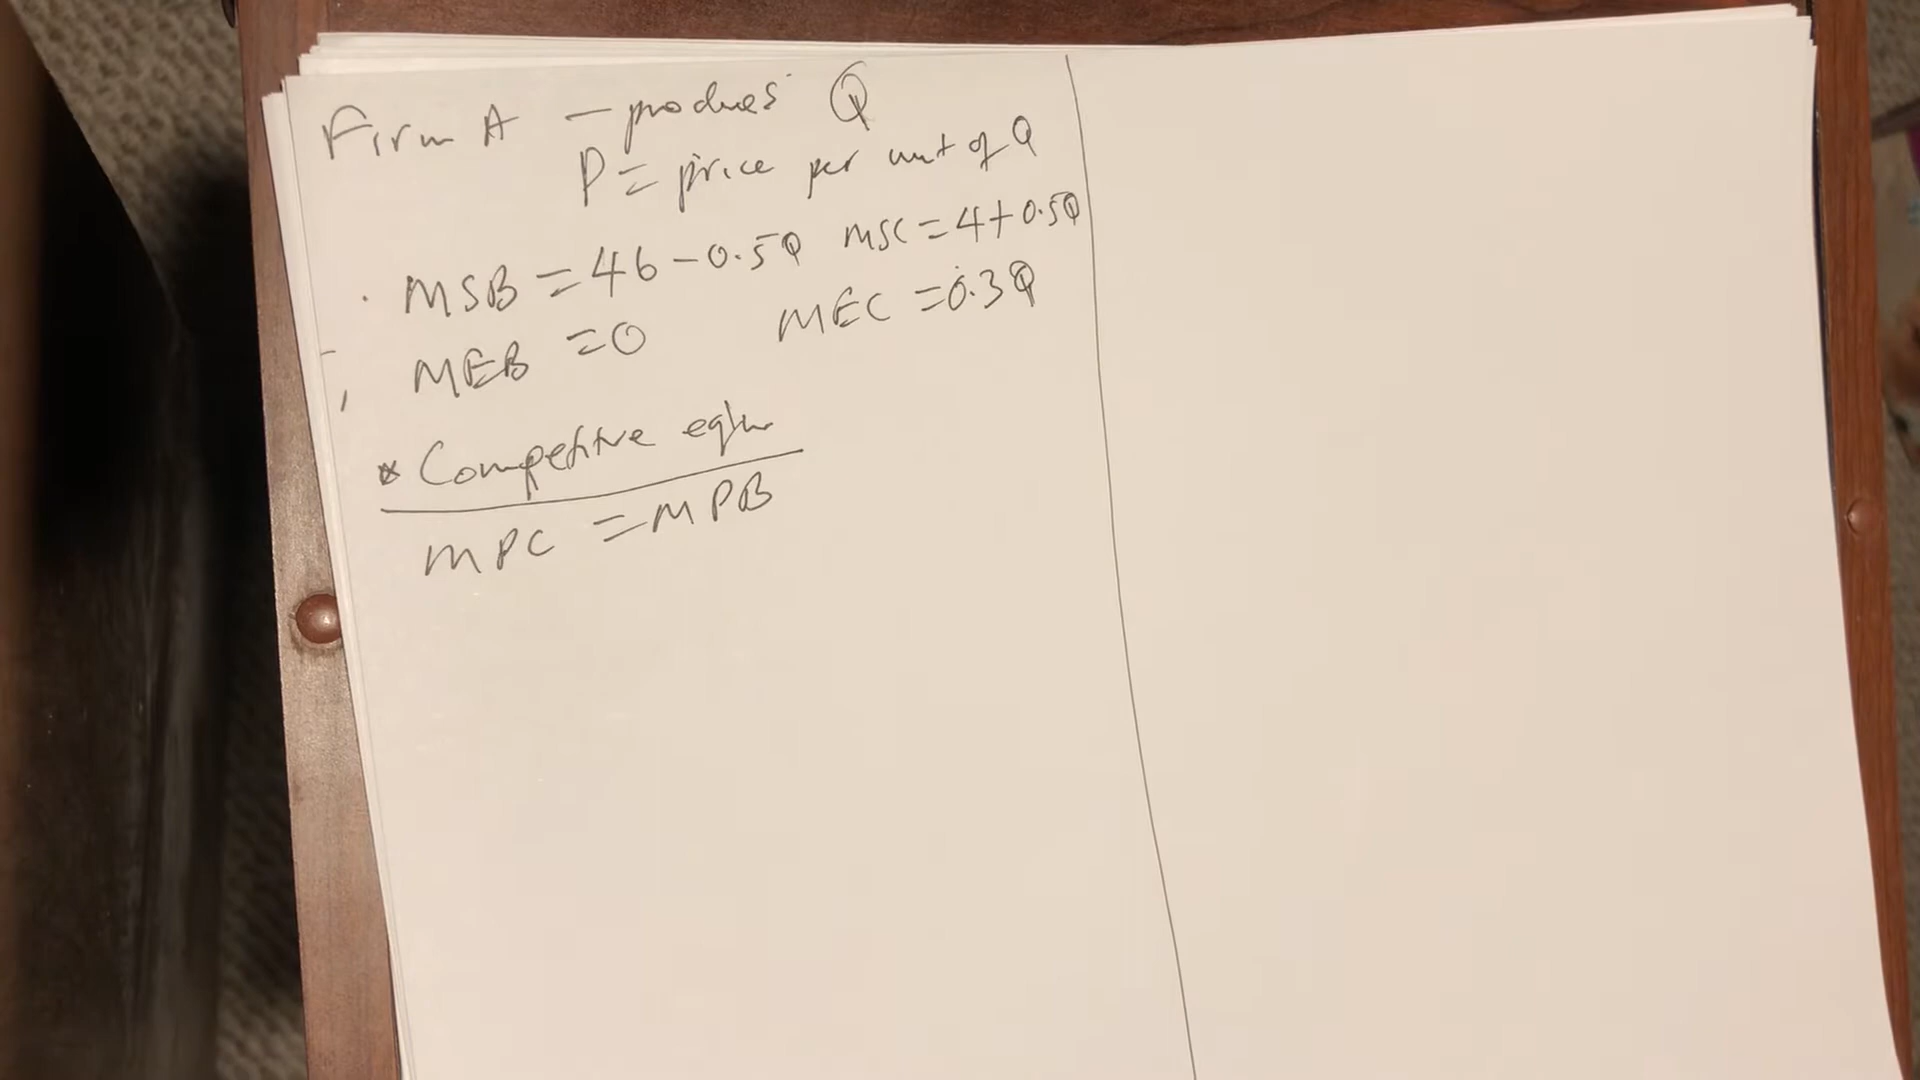 Firm A – produces Q
P = price per unit of Q
MSB = 46 - 0.5Q MSC = 4 + 0.5Q
MEB = 0 MEC = 0.3Q
* Competitive eqlm
MPC = MPB